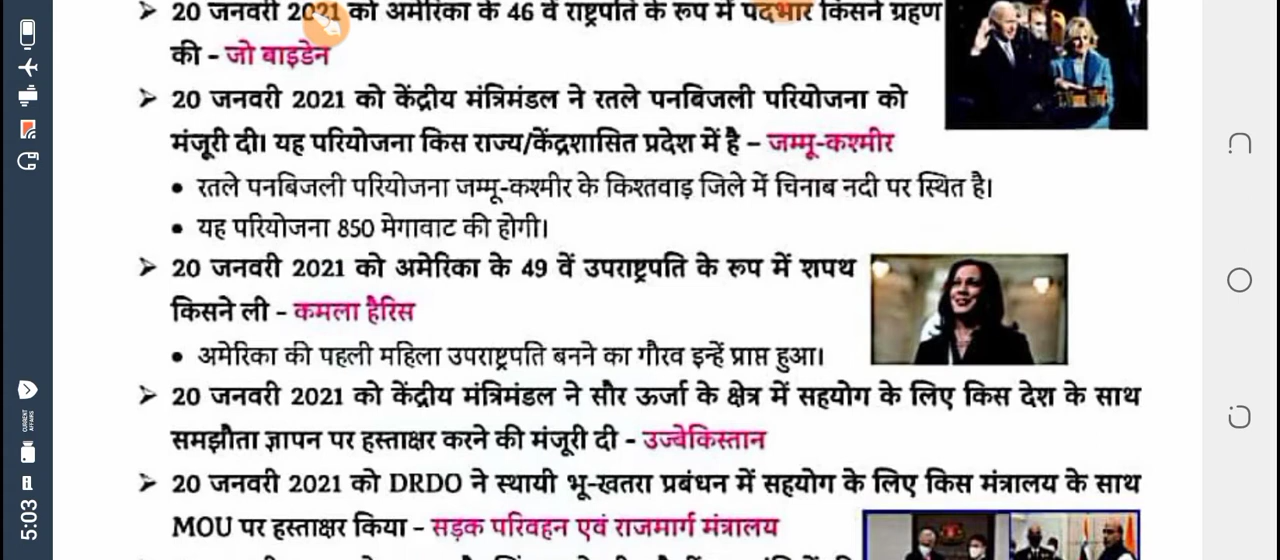 ➢ 20 जनवरी 2021 को अमेरिका के 46 वें राष्ट्रपति के रूप में पदभार किसने ग्रहण
की – जो बाइडेन
➢ 20 जनवरी 2021 को केंद्रीय मंत्रिमंडल ने रतले पनबिजली परियोजना को
मंजूरी दी। यह परियोजना किस राज्य/केंद्रशासित प्रदेश में है – जम्मू-कश्मीर
• रतले पनबिजली परियोजना जम्मू-कश्मीर के किश्तवाड़ जिले में चिनाब नदी पर स्थित है।
• यह परियोजना 850 मेगावाट की होगी।
➢ 20 जनवरी 2021 को अमेरिका के 49 वें उपराष्ट्रपति के रूप में शपथ
किसने ली – कमला हैरिस
• अमेरिका की पहली महिला उपराष्ट्रपति बनने का गौरव इन्हें प्राप्त हुआ।
➢ 20 जनवरी 2021 को केंद्रीय मंत्रिमंडल ने सौर ऊर्जा के क्षेत्र में सहयोग के लिए किस देश के साथ
समझौता ज्ञापन पर हस्ताक्षर करने की मंजूरी दी – उज्बेकिस्तान
➢ 20 जनवरी 2021 को DRDO ने स्थायी भू-खतरा प्रबंधन में सहयोग के लिए किस मंत्रालय के साथ
MOU पर हस्ताक्षर किया – सड़क परिवहन एवं राजमार्ग मंत्रालय
5:03
CURRENT
AFFAIRS